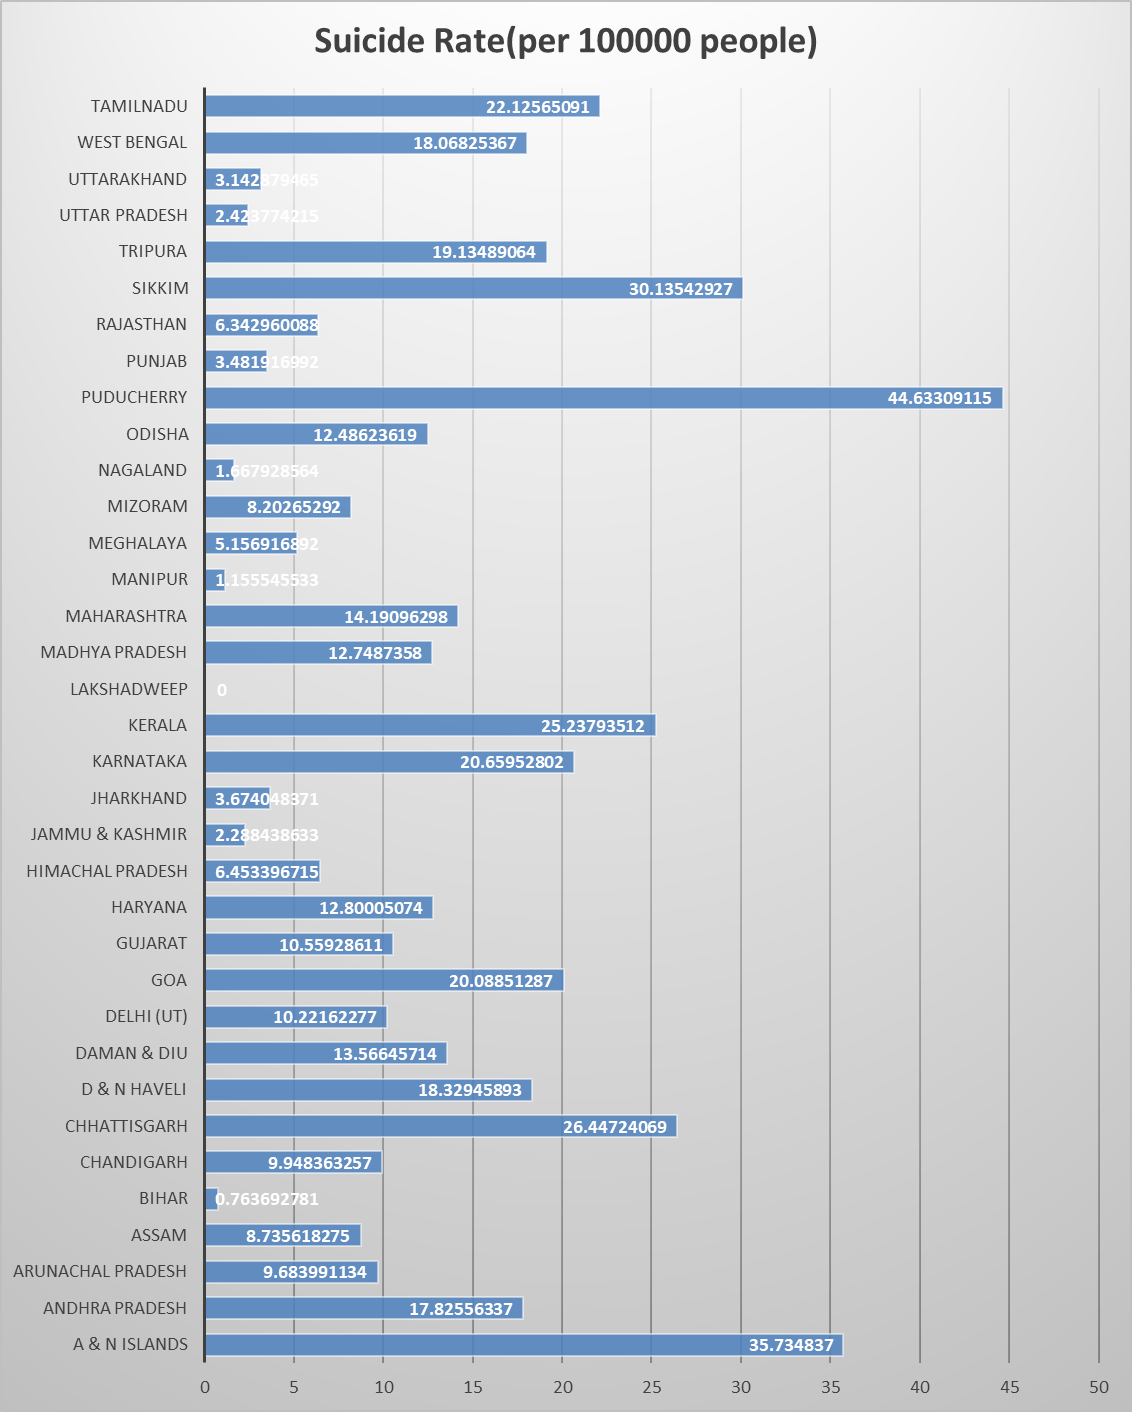 Suicide Rate(per 100000 people)
TAMILNADU 22.12565091
WEST BENGAL 18.06825367
UTTARAKHAND 3.142379465
UTTAR PRADESH 2.423774215
TRIPURA 19.13489064
SIKKIM 30.13542927
RAJASTHAN 6.342960088
PUNJAB 3.481916992
PUDUCHERRY 44.63309115
ODISHA 12.48623619
NAGALAND 1.667928564
MIZORAM 8.20265292
MEGHALAYA 5.156916892
MANIPUR 1.155545533
MAHARASHTRA 14.19096298
MADHYA PRADESH 12.7487358
LAKSHADWEEP 0
KERALA 25.23793512
KARNATAKA 20.65952802
JHARKHAND 3.674048371
JAMMU & KASHMIR 2.288438633
HIMACHAL PRADESH 6.453396715
HARYANA 12.80005074
GUJARAT 10.55928611
GOA 20.08851287
DELHI (UT) 10.22162277
DAMAN & DIU 13.56645714
D & N HAVELI 18.32945893
CHHATTISGARH 26.44724069
CHANDIGARH 9.948363257
BIHAR 0.763692781
ASSAM 8.735618275
ARUNACHAL PRADESH 9.683991134
ANDHRA PRADESH 17.82556337
A & N ISLANDS 35.734837
0 5 10 15 20 25 30 35 40 45 50